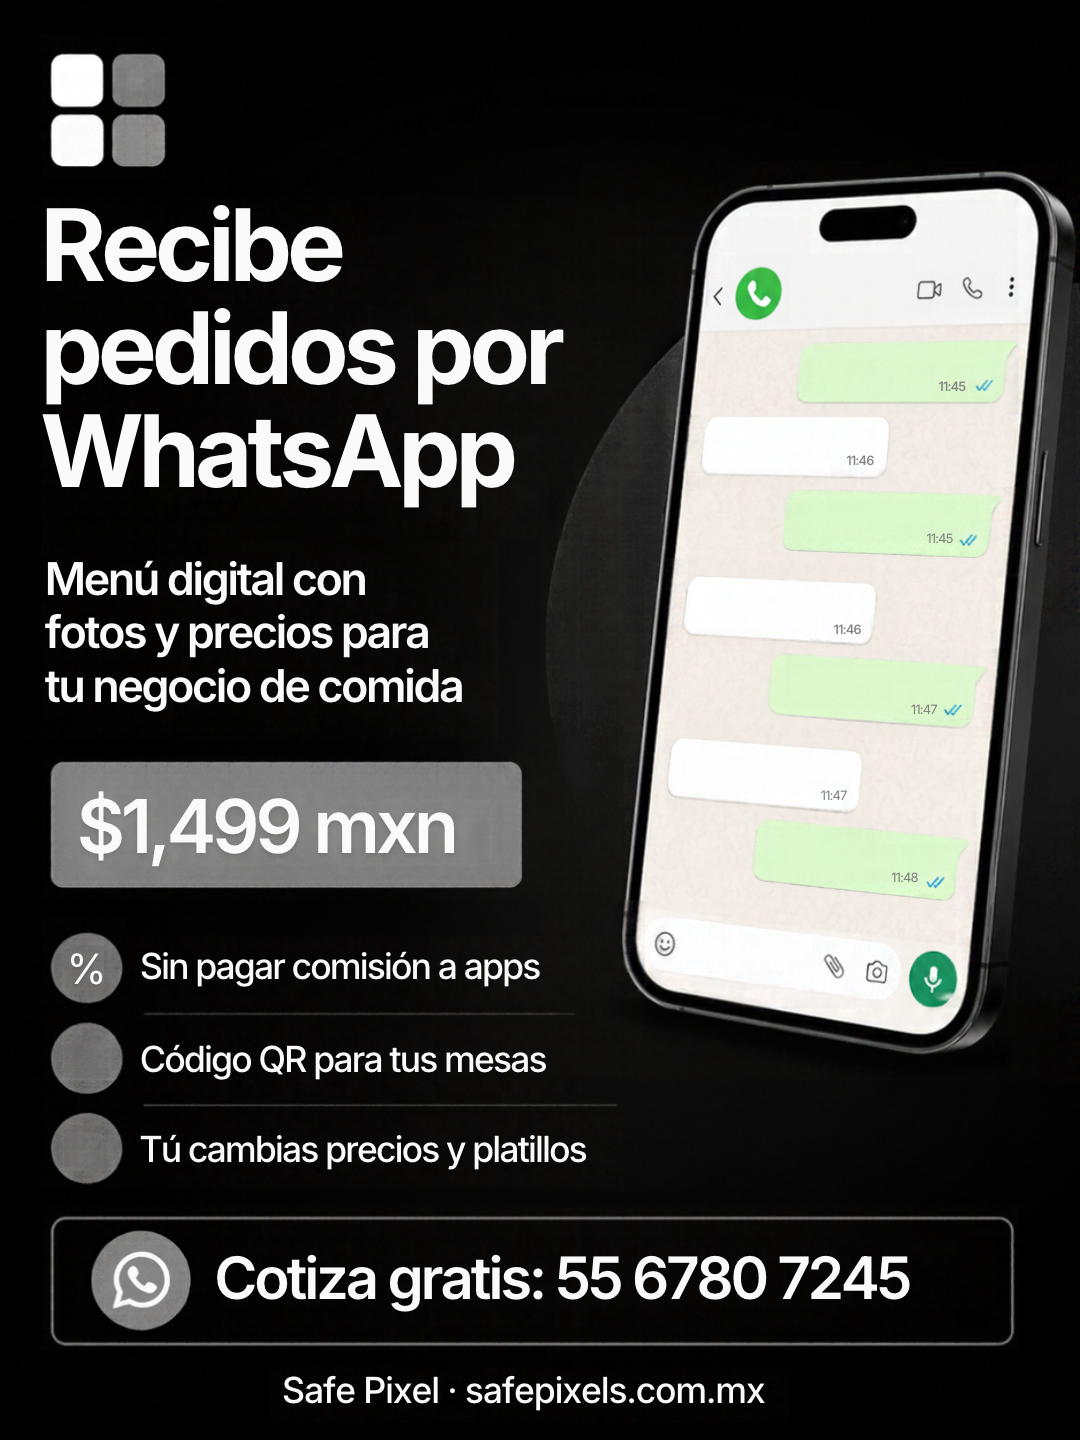 Recibe
pedidos por
WhatsApp
Menú digital con
fotos y precios para
tu negocio de comida
$1,499 mxn
% Sin pagar comisión a apps
Código QR para tus mesas
Tú cambias precios y platillos
Cotiza gratis: 55 6780 7245
Safe Pixel · safepixels.com.mx
11:45
11:46
11:45
11:46
11:47
11:47
11:48